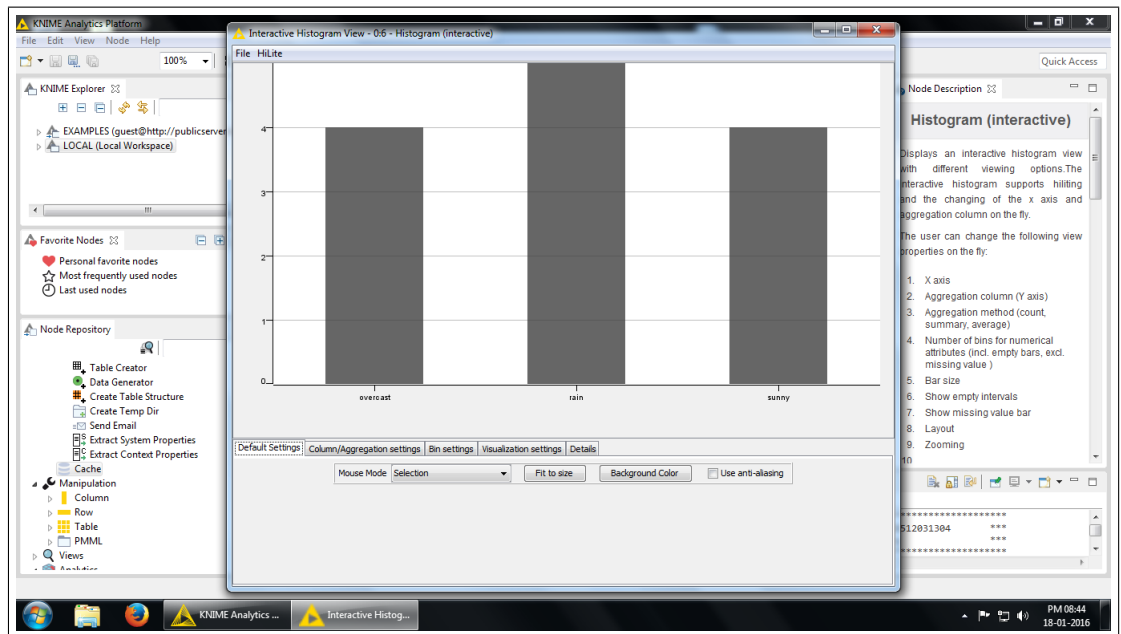 KNIME Analytics Platform
File Edit View Node Help
100%
Quick Access
KNIME Explorer
EXAMPLES (guest@http://publicserver
LOCAL (Local Workspace)
Favorite Nodes
Personal favorite nodes
Most frequently used nodes
Last used nodes
Node Repository
Table Creator
Data Generator
Create Table Structure
Create Temp Dir
Send Email
Extract System Properties
Extract Context Properties
Cache
Manipulation
Column
Row
Table
PMML
Views
Analytics
Interactive Histogram View - 0:6 - Histogram (interactive)
File HiLite
4
3
2
1
0
overcast rain sunny
Default Settings Column/Aggregation settings Bin settings Visualization settings Details
Mouse Mode Selection Fit to size Background Color Use anti-aliasing
Node Description
Histogram (interactive)
Displays an interactive histogram view
with different viewing options.The
interactive histogram supports hiliting
and the changing of the x axis and
aggregation column on the fly.
The user can change the following view
properties on the fly:
1. X axis
2. Aggregation column (Y axis)
3. Aggregation method (count,
summary, average)
4. Number of bins for numerical
attributes (incl. empty bars, excl.
missing value )
5. Bar size
6. Show empty intervals
7. Show missing value bar
8. Layout
9. Zooming
10
*******************
512031304 ***
***
*******************
KNIME Analytics ...
Interactive Histog...
PM 08:44
18-01-2016